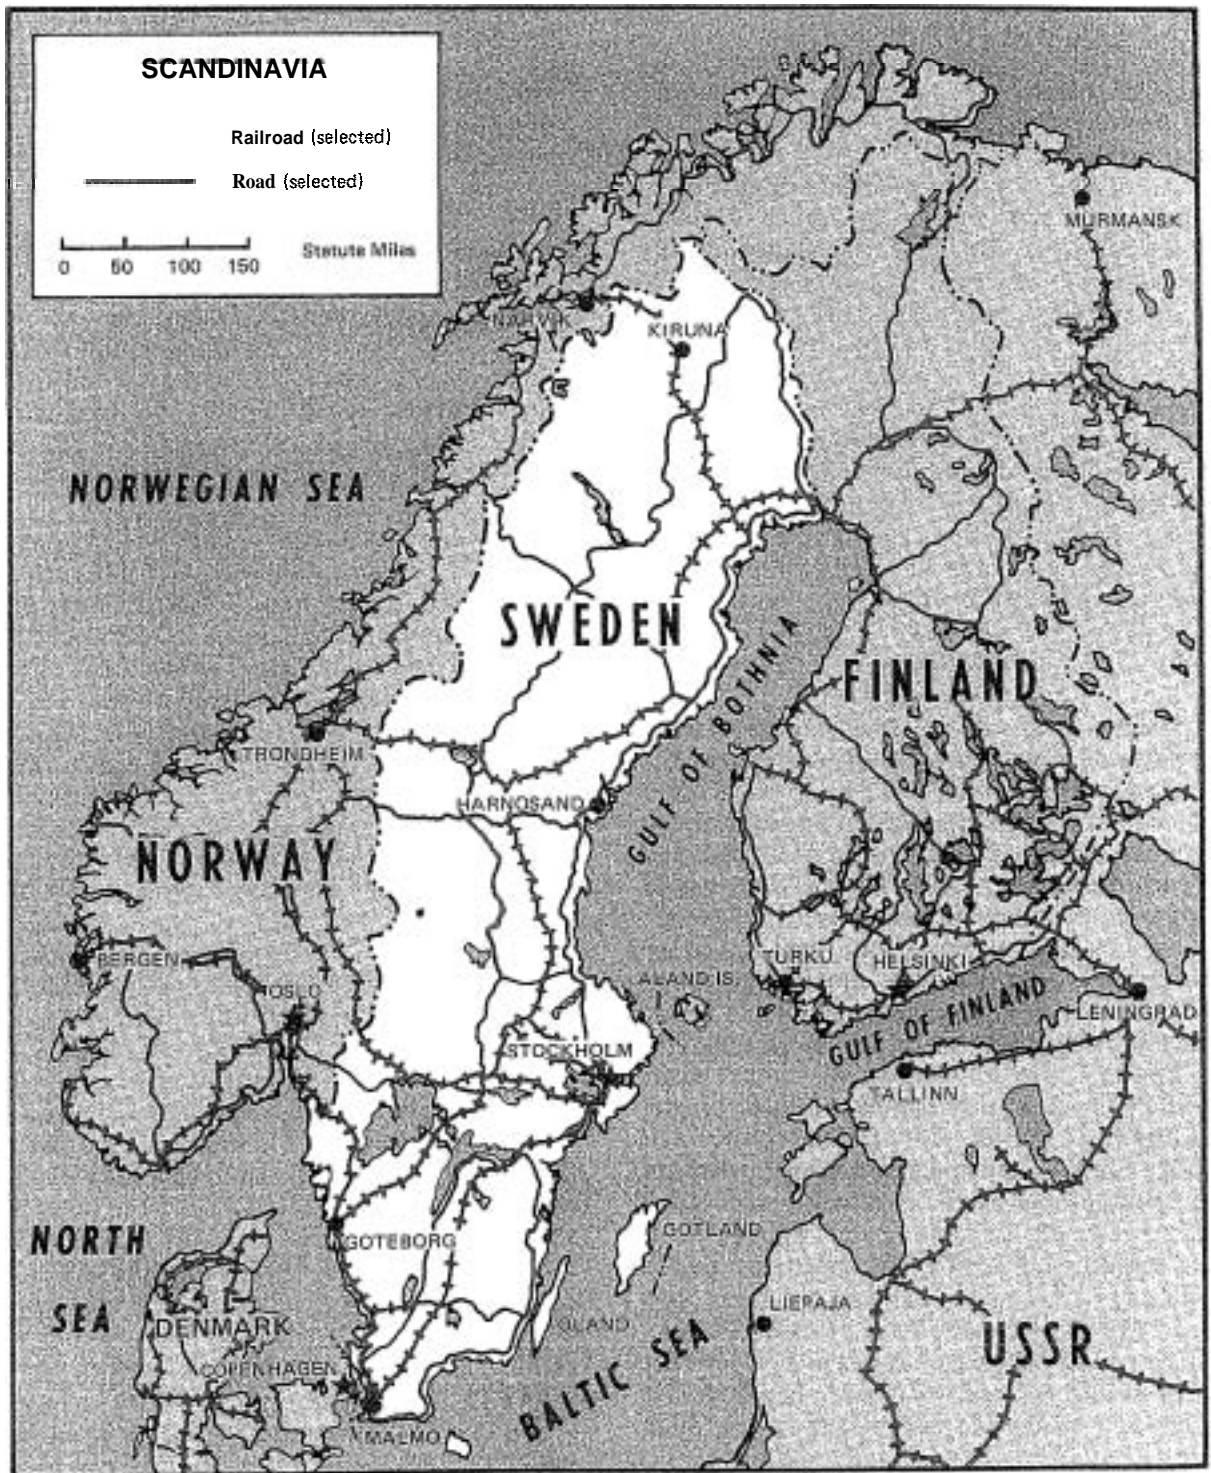 SCANDINAVIA
Railroad (selected)
Road (selected)
Statute Miles
0 50 100 150
MURMANSK
NARVIK
KIRUNA
NORWEGIAN SEA
SWEDEN
FINLAND
GULF OF BOTHNIA
TRONDHEIM
HARNOSAND
NORWAY
BERGEN
OSLO
ALAND IS.
TURKU
HELSINKI
LENINGRAD
GULF OF FINLAND
STOCKHOLM
TALLINN
NORTH
SEA
GOTEBORG
GOTLAND
LIEPAJA
DENMARK
OLAND
USSR
COPENHAGEN
BALTIC SEA
MALMO